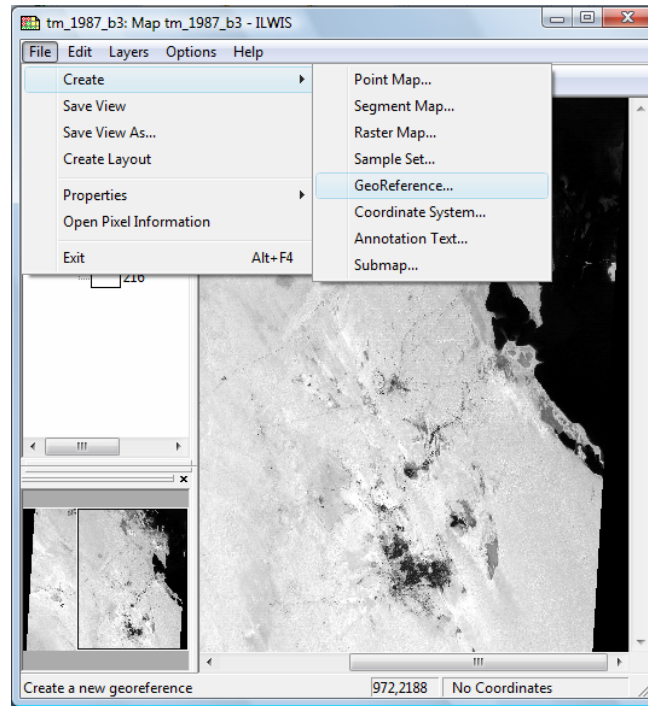 tm_1987_b3: Map tm_1987_b3 - ILWIS
File Edit Layers Options Help
Create
Save View
Save View As...
Create Layout
Properties
Open Pixel Information
Exit Alt+F4
Point Map...
Segment Map...
Raster Map...
Sample Set...
GeoReference...
Coordinate System...
Annotation Text...
Submap...
216
Create a new georeference 972,2188 No Coordinates